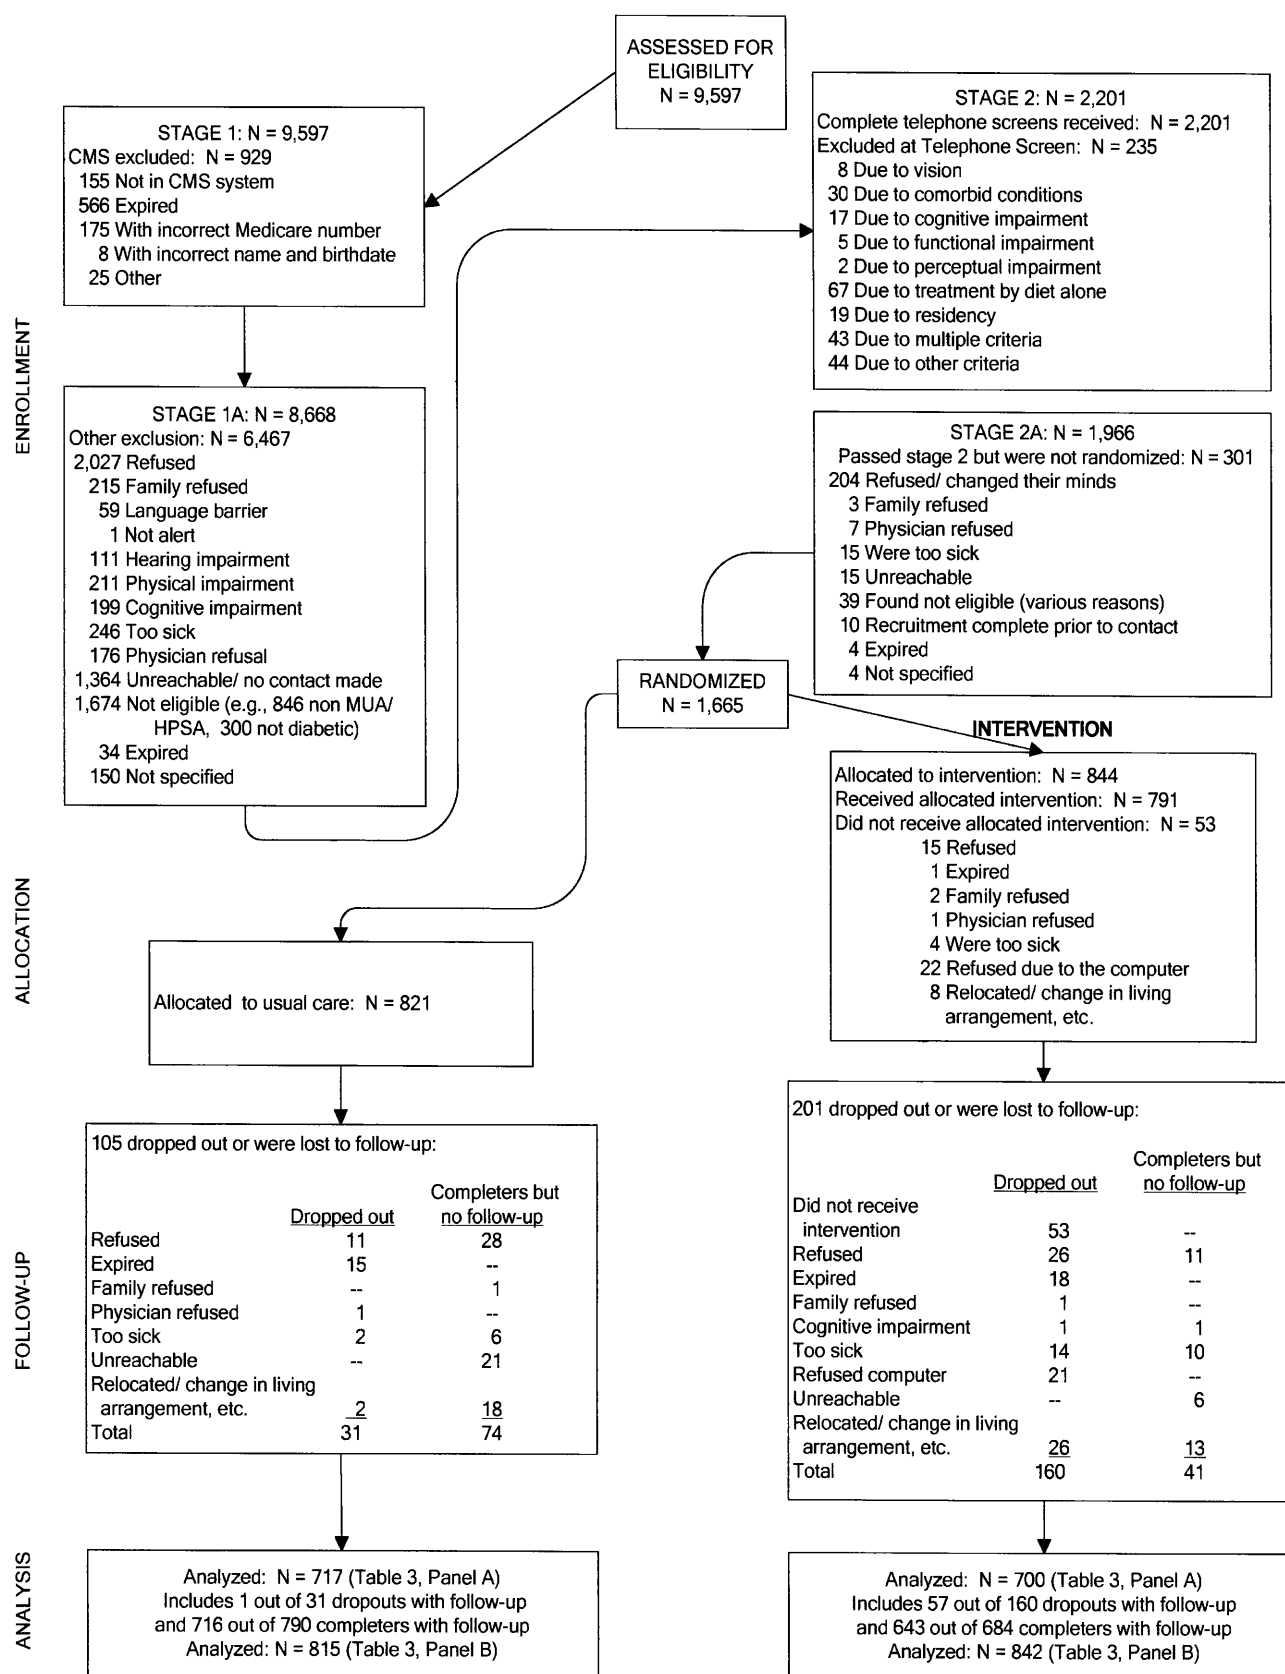 ASSESSED FOR
ELIGIBILITY
N = 9,597
STAGE 1: N = 9,597
CMS excluded: N = 929
155 Not in CMS system
566 Expired
175 With incorrect Medicare number
8 With incorrect name and birthdate
25 Other
STAGE 2: N = 2,201
Complete telephone screens received: N = 2,201
Excluded at Telephone Screen: N = 235
8 Due to vision
30 Due to comorbid conditions
17 Due to cognitive impairment
5 Due to functional impairment
2 Due to perceptual impairment
67 Due to treatment by diet alone
19 Due to residency
43 Due to multiple criteria
44 Due to other criteria
ENROLLMENT
STAGE 1A: N = 8,668
Other exclusion: N = 6,467
2,027 Refused
215 Family refused
59 Language barrier
1 Not alert
111 Hearing impairment
211 Physical impairment
199 Cognitive impairment
246 Too sick
176 Physician refusal
1,364 Unreachable/ no contact made
1,674 Not eligible (e.g., 846 non MUA/
HPSA, 300 not diabetic)
34 Expired
150 Not specified
STAGE 2A: N = 1,966
Passed stage 2 but were not randomized: N = 301
204 Refused/ changed their minds
3 Family refused
7 Physician refused
15 Were too sick
15 Unreachable
39 Found not eligible (various reasons)
10 Recruitment complete prior to contact
4 Expired
4 Not specified
RANDOMIZED
N = 1,665
INTERVENTION
ALLOCATION
Allocated to usual care: N = 821
Allocated to intervention: N = 844
Received allocated intervention: N = 791
Did not receive allocated intervention: N = 53
15 Refused
1 Expired
2 Family refused
1 Physician refused
4 Were too sick
22 Refused due to the computer
8 Relocated/ change in living
arrangement, etc.
FOLLOW-UP
105 dropped out or were lost to follow-up:
Completers but
Dropped out no follow-up
Refused 11 28
Expired 15 --
Family refused -- 1
Physician refused 1 --
Too sick 2 6
Unreachable -- 21
Relocated/ change in living
arrangement, etc. 2 18
Total 31 74
201 dropped out or were lost to follow-up:
Completers but
Dropped out no follow-up
Did not receive
intervention 53 --
Refused 26 11
Expired 18 --
Family refused 1 --
Cognitive impairment 1 1
Too sick 14 10
Refused computer 21 --
Unreachable -- 6
Relocated/ change in living
arrangement, etc. 26 13
Total 160 41
ANALYSIS
Analyzed: N = 717 (Table 3, Panel A)
Includes 1 out of 31 dropouts with follow-up
and 716 out of 790 completers with follow-up
Analyzed: N = 815 (Table 3, Panel B)
Analyzed: N = 700 (Table 3, Panel A)
Includes 57 out of 160 dropouts with follow-up
and 643 out of 684 completers with follow-up
Analyzed: N = 842 (Table 3, Panel B)